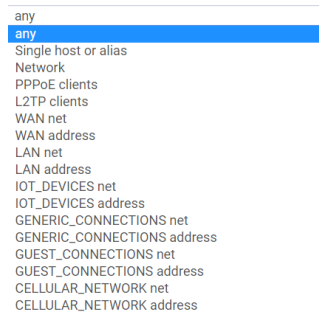 any
any
Single host or alias
Network
PPPoE clients
L2TP clients
WAN net
WAN address
LAN net
LAN address
IOT_DEVICES net
IOT_DEVICES address
GENERIC_CONNECTIONS net
GENERIC_CONNECTIONS address
GUEST_CONNECTIONS net
GUEST_CONNECTIONS address
CELLULAR_NETWORK net
CELLULAR_NETWORK address